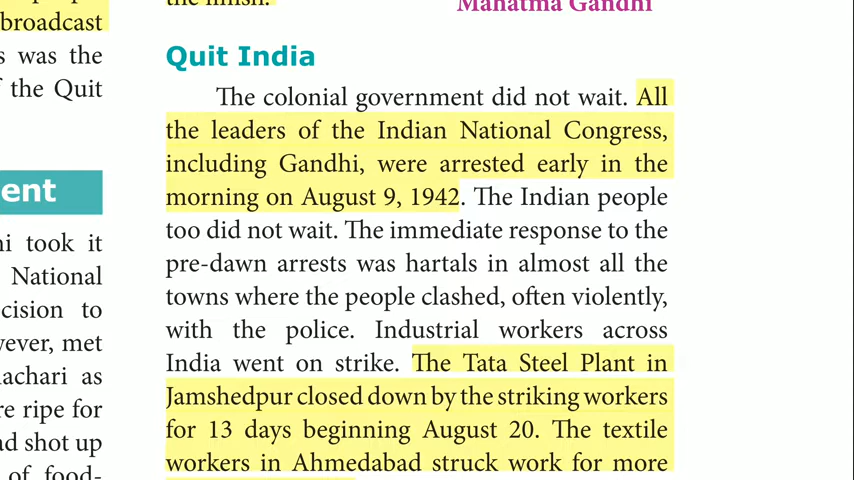 broadcast
s was the
the Quit
ent
took it
National
cision to
ever, met
achari as
re ripe for
ad shot up
of food-
Mahatma Gandhi
Quit India
The colonial government did not wait. All
the leaders of the Indian National Congress,
including Gandhi, were arrested early in the
morning on August 9, 1942. The Indian people
too did not wait. The immediate response to the
pre-dawn arrests was hartals in almost all the
towns where the people clashed, often violently,
with the police. Industrial workers across
India went on strike. The Tata Steel Plant in
Jamshedpur closed down by the striking workers
for 13 days beginning August 20. The textile
workers in Ahmedabad struck work for more